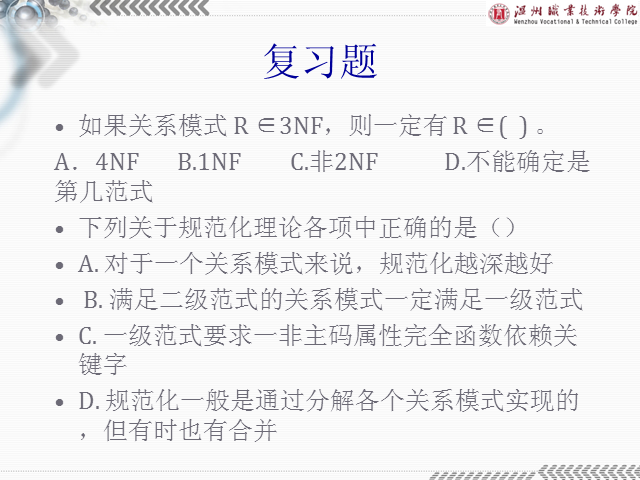 温州職業技術學院
Wenzhou Vocational & Technical College
复习题
• 如果关系模式 R ∈3NF，则一定有 R ∈( ) 。
A．4NF B.1NF C.非2NF D.不能确定是
第几范式
• 下列关于规范化理论各项中正确的是（）
• A. 对于一个关系模式来说，规范化越深越好
• B. 满足二级范式的关系模式一定满足一级范式
• C. 一级范式要求一非主码属性完全函数依赖关
键字
• D. 规范化一般是通过分解各个关系模式实现的
，但有时也有合并